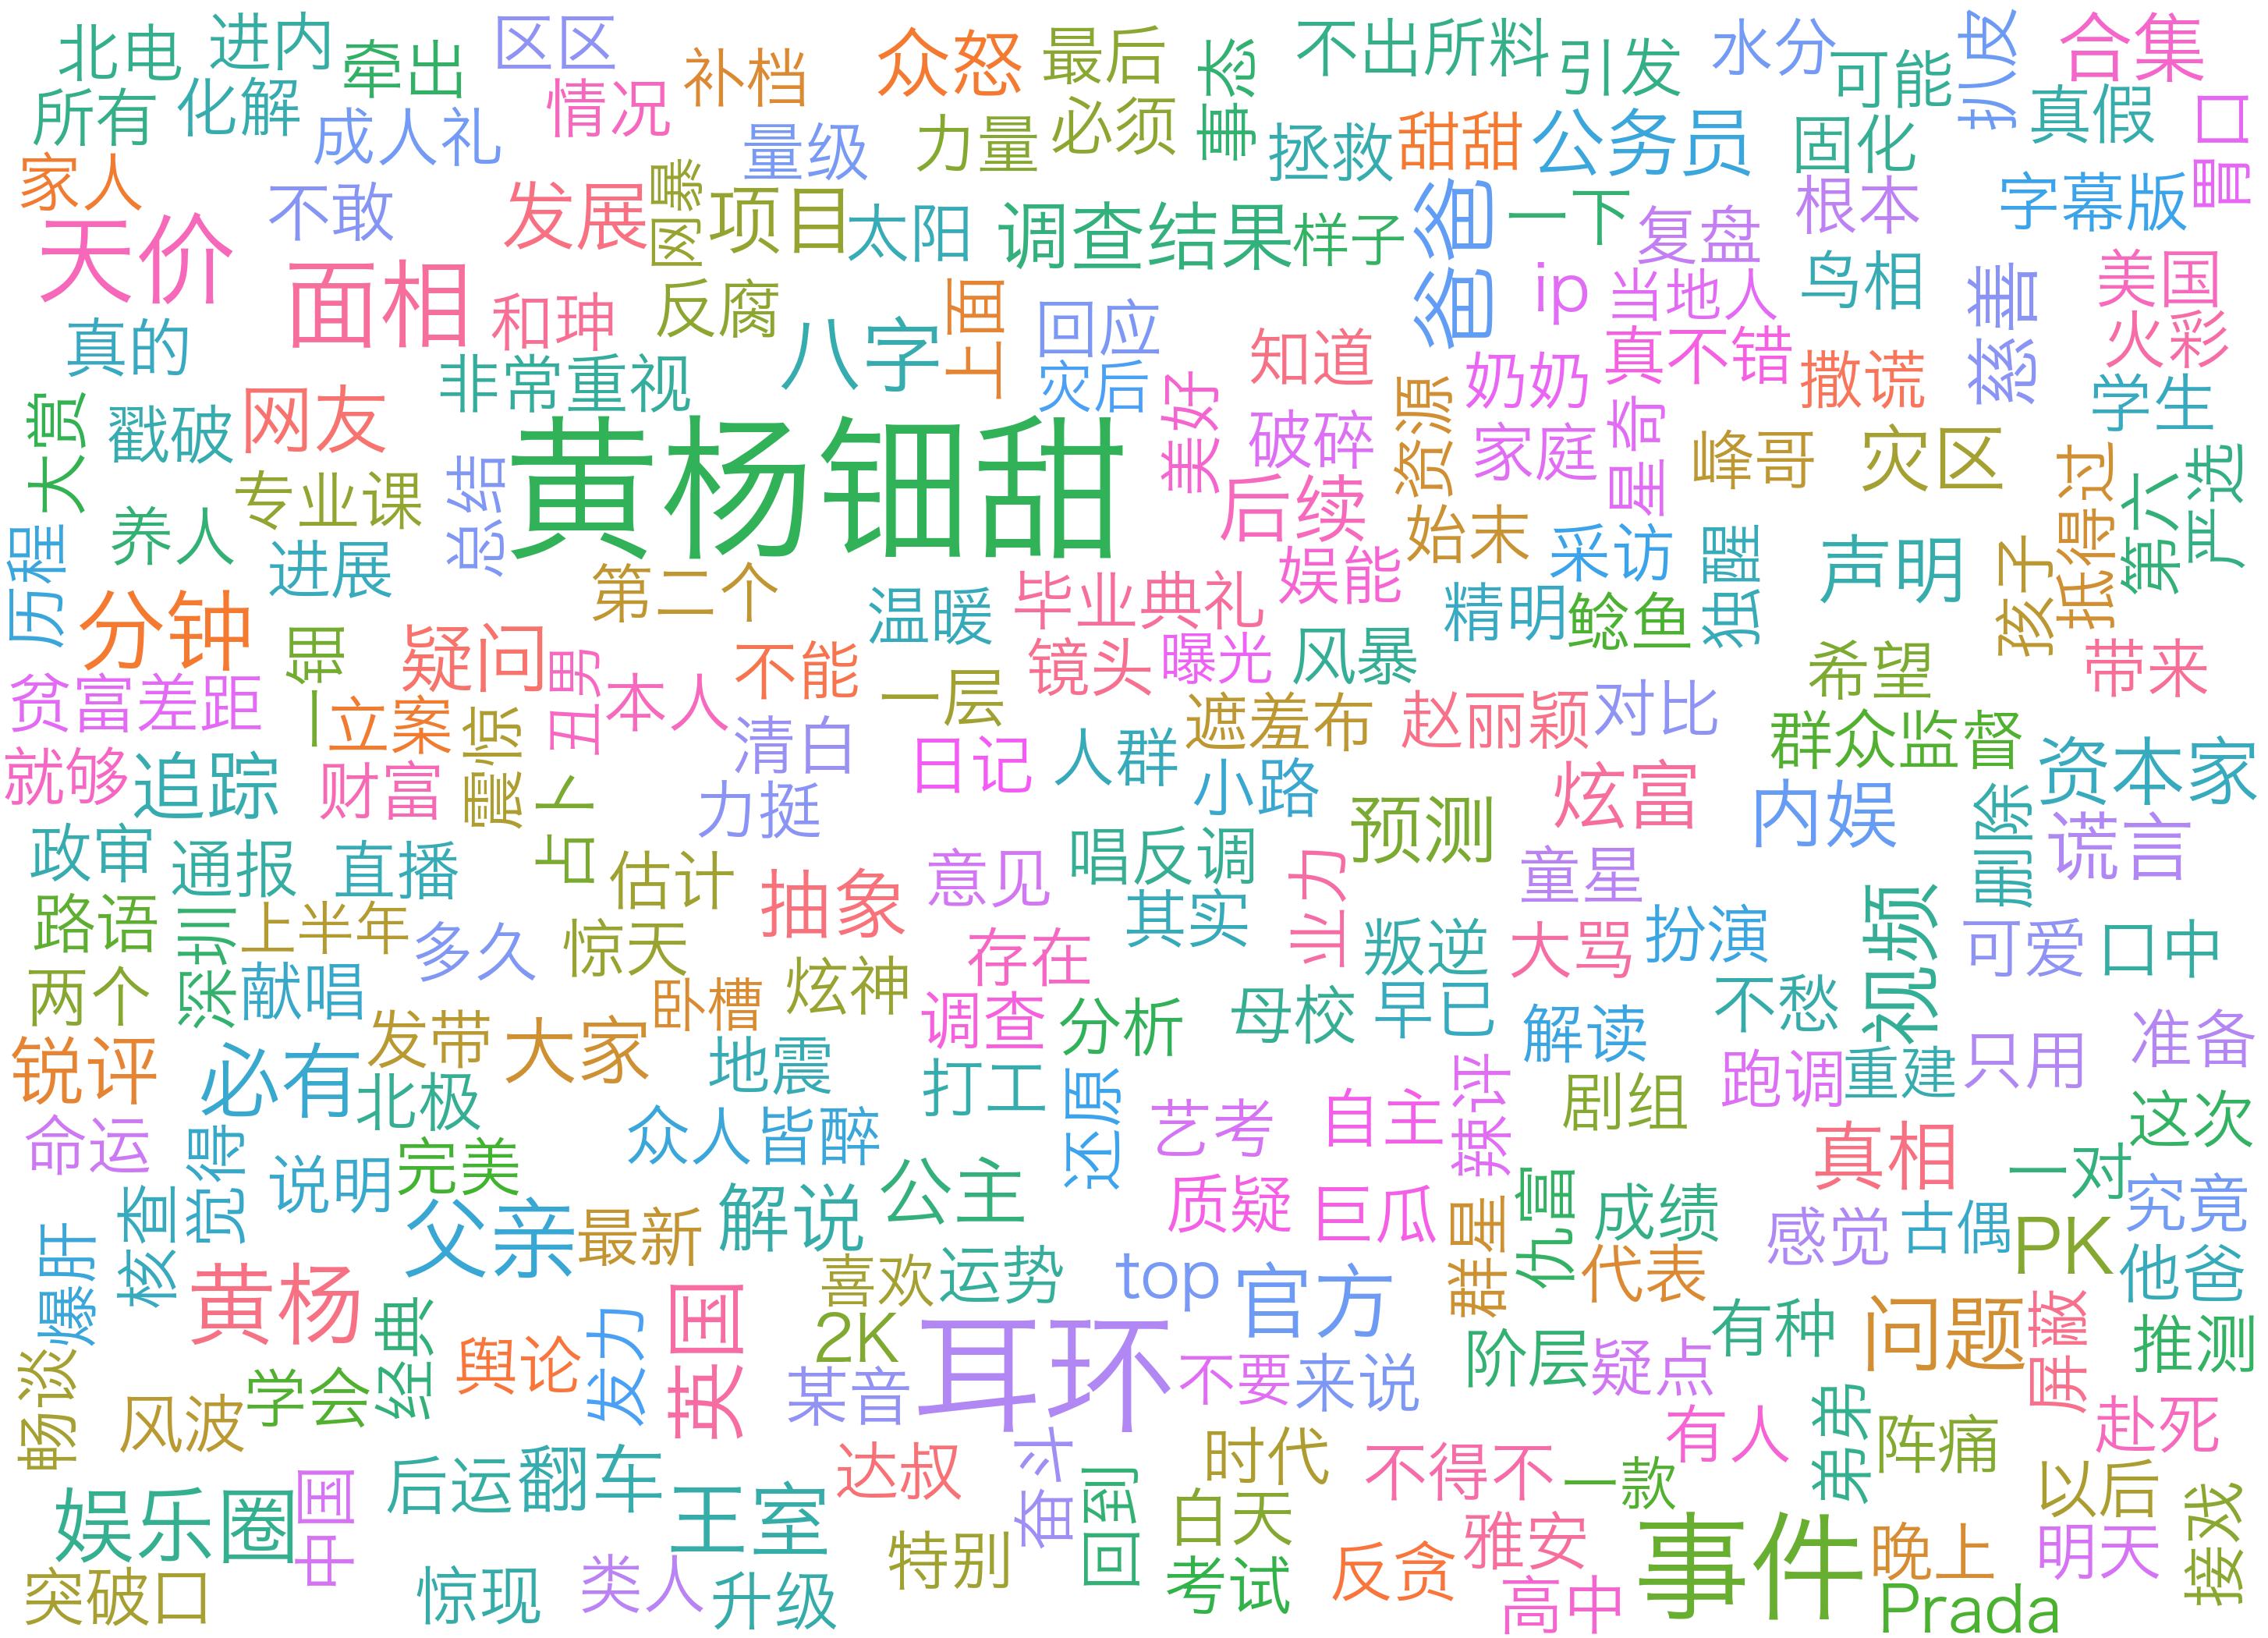 北电
进内
牵出
区区
补档
众怒
最后
事态
不出所料
引发
水分
可能
扒皮
合集
所有
化解
成人礼
情况
量级
力量
必须
拯救
甜甜
公务员
固化
真假
胃口
家人
不敢
发展
网暴
项目
太阳
调查结果
样子
爸爸
一下
复盘
根本
字幕版
天价
面相
和珅
反腐
上面
回应
ip
当地人
鸟相
慈善
美国
真的
非常重视
八字
灾后
知道
奶奶
真不错
撒谎
火彩
大赏
戳破
网友
黄杨钿甜
美好
破碎
资源
家庭
星奇
峰哥
灾区
学生
养人
专业课
总结
后续
始末
采访
独醒
声明
孩子
抵得过
第六
严选
历程
进展
第二个
温暖
毕业典礼
娱能
精明
鲶鱼
分钟
一钿
疑问
丑男
本人
不能
一层
镜头
曝光
风暴
希望
带来
贫富差距
立案
震惊
清白
日记
人群
遮羞布
赵丽颖
对比
群众监督
资本家
就够
追踪
财富
占卜
力挺
小路
预测
炫富
内娱
删除
谎言
政审
通报
直播
估计
抽象
意见
唱反调
业力
童星
视频
路语
深圳
上半年
多久
惊天
炫神
存在
其实
叛逆
大骂
扮演
可爱
口中
两个
献唱
卧槽
调查
分析
母校
早已
解读
不愁
锐评
必有
发带
大家
地震
打工
还原
艺考
自主
辣评
剧组
跑调
重建
只用
准备
命运
北极
众人皆醉
真相
这次
核查
觉得
说明
完美
公主
质疑
巨瓜
群星
仇富
成绩
感觉
古偶
一对
究竟
爆肝
父亲
最新
解说
喜欢
运势
top
官方
代表
PK
他爸
黄杨
经典
舆论
发力
英国
2K
某音
耳环
不要
来说
阶层
疑点
有种
问题
屏蔽
推测
畅谈
风波
学会
有人
弟弟
阵痛
赴死
娱乐圈
中国
后运
翻车
王室
达叔
奋斗
回到
时代
白天
不得不
一款
以后
接戏
突破口
惊现
类人
升级
特别
考试
反贪
雅安
高中
事件
晚上
明天
Prada